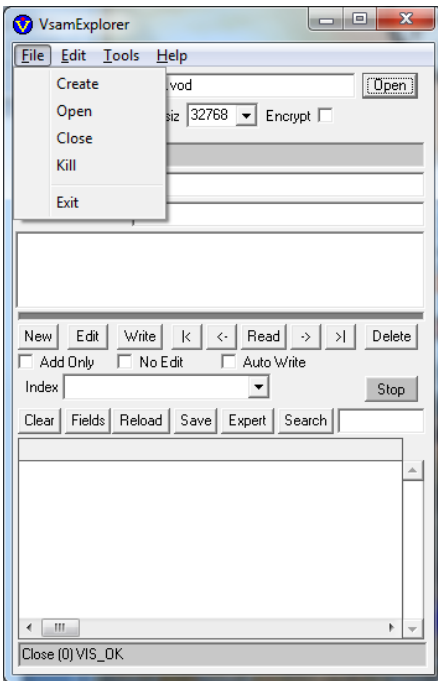 VsamExplorer
File Edit Tools Help
Create
Open
Close
Kill
Exit
.vod Open
siz 32768 Encrypt
New Edit Write |< <- Read -> >| Delete
Add Only No Edit Auto Write
Index Stop
Clear Fields Reload Save Expert Search
Close (0) VIS_OK